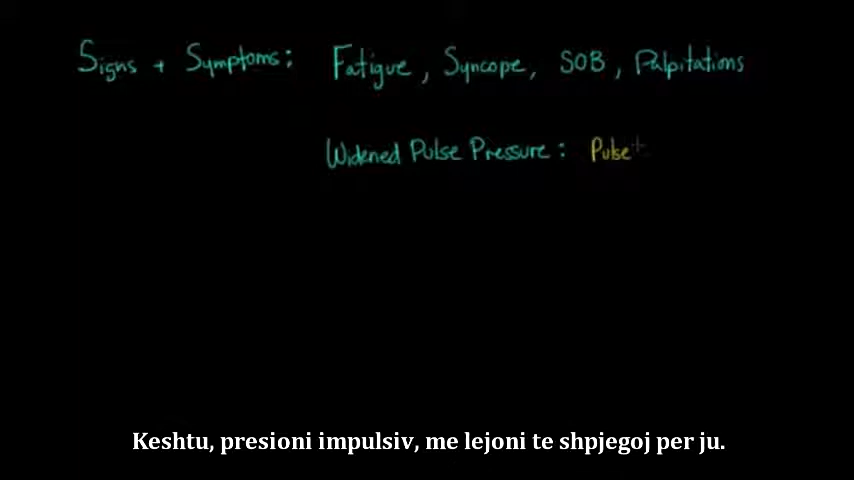 Signs + Symptoms: Fatigue, Syncope, SOB, Palpitations
Widened Pulse Pressure: Pulse
Keshtu, presioni impulsiv, me lejoni te shpjegoj per ju.